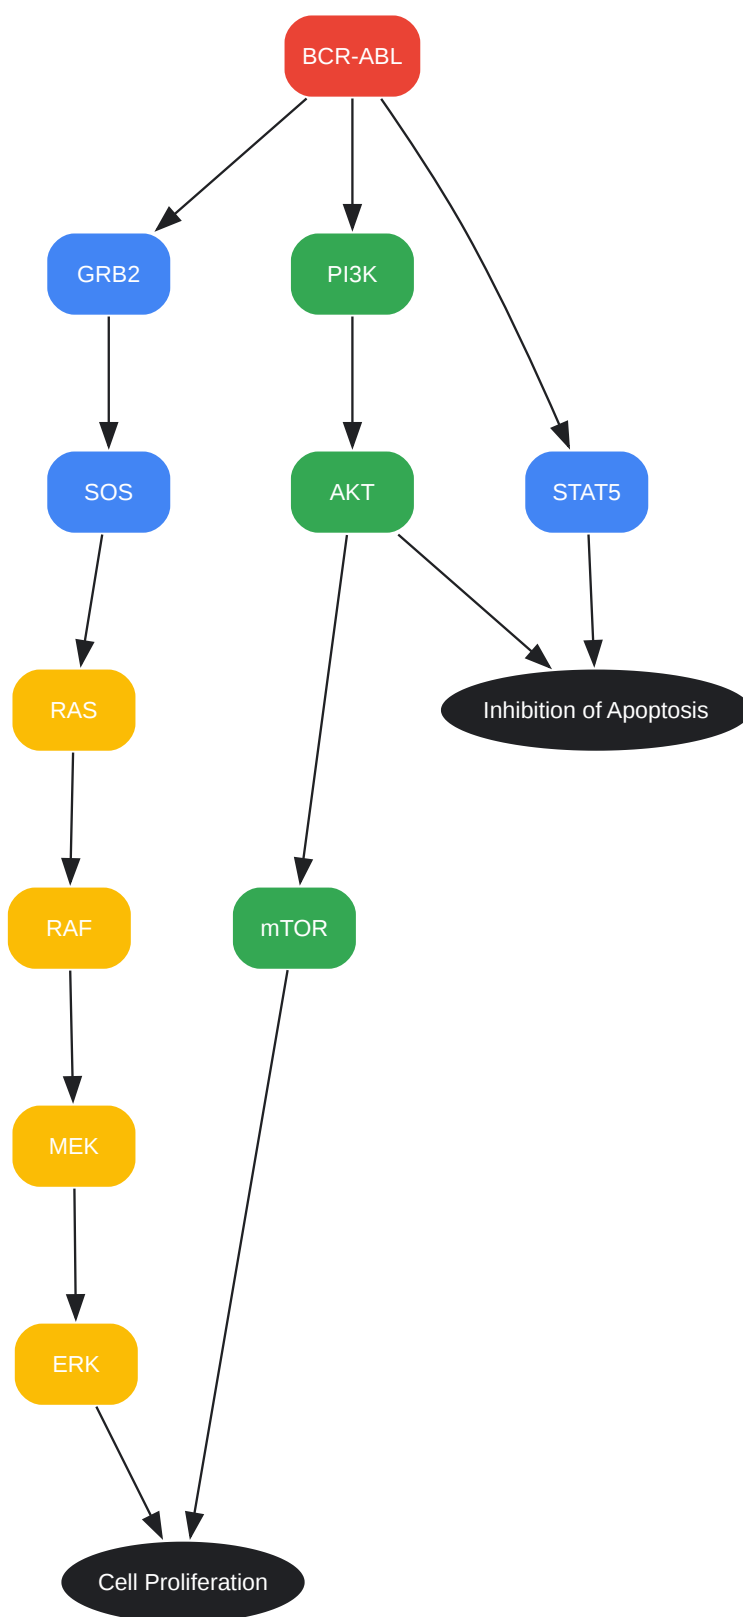 BCR-ABL
GRB2
PI3K
SOS
AKT
STAT5
RAS
Inhibition of Apoptosis
RAF
mTOR
MEK
ERK
Cell Proliferation